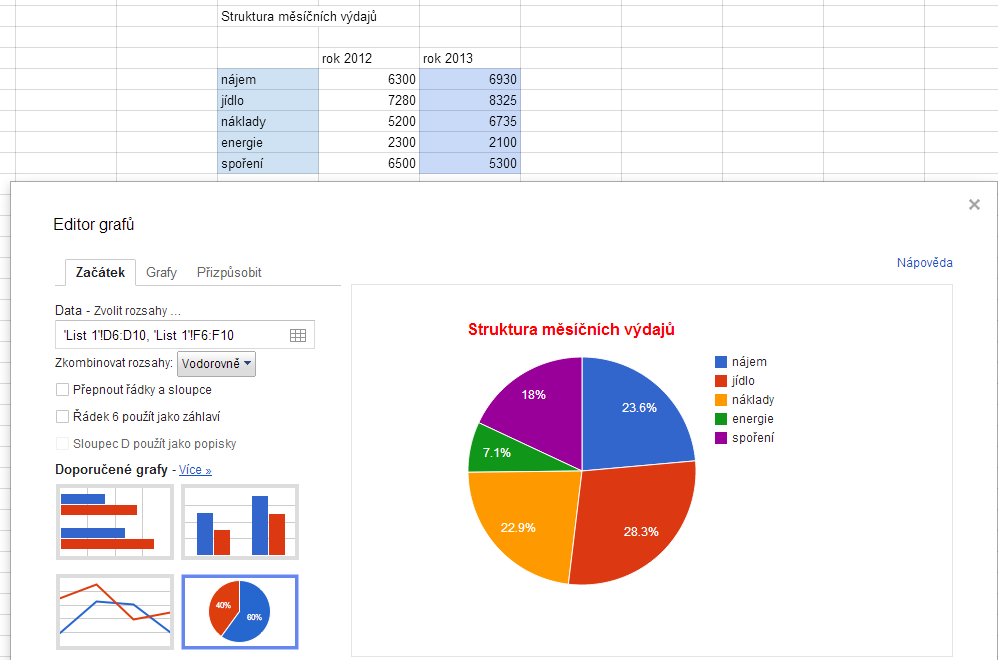 Struktura měsíčních výdajů
rok 2012 rok 2013
nájem 6300 6930
jídlo 7280 8325
náklady 5200 6735
energie 2300 2100
spoření 6500 5300
×
Editor grafů
Začátek Grafy Přizpůsobit
Nápověda
Data - Zvolit rozsahy ...
'List 1'!D6:D10, 'List 1'!F6:F10
Zkombinovat rozsahy: Vodorovně
Přepnout řádky a sloupce
Řádek 6 použít jako záhlaví
Sloupec D použít jako popisky
Doporučené grafy - Více »
40%
60%
Struktura měsíčních výdajů
18%
23.6%
7.1%
22.9%
28.3%
nájem
jídlo
náklady
energie
spoření